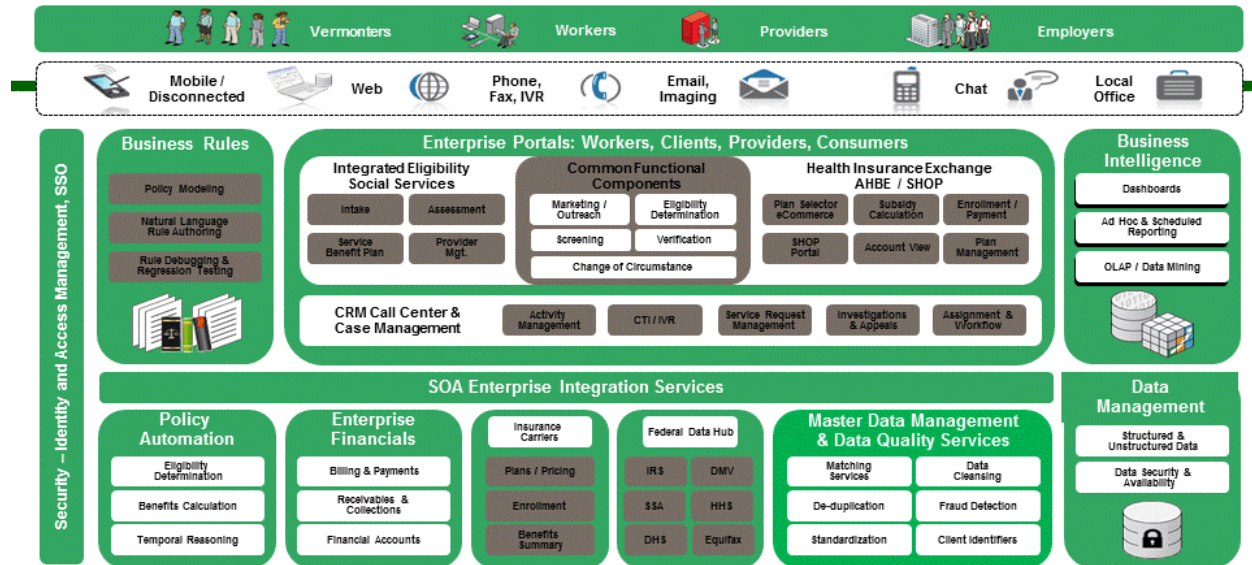 Vermonters
Workers
Providers
Employers
Mobile /
Disconnected
Web
Phone,
Fax, IVR
Email,
Imaging
Chat
Local
Office
Security – Identity and Access Management, SSO
Business Rules
Policy Modeling
Natural Language
Rule Authoring
Rule Debugging &
Regression Testing
Enterprise Portals: Workers, Clients, Providers, Consumers
Integrated Eligibility
Social Services
Intake
Assessment
Service
Benefit Plan
Provider
Mgt.
Common Functional
Components
Marketing /
Outreach
Eligibility
Determination
Screening
Verification
Change of Circumstance
Health Insurance Exchange
AHBE / SHOP
Plan Selector
eCommerce
Subsidy
Calculation
Enrollment /
Payment
SHOP
Portal
Account View
Plan
Management
CRM Call Center &
Case Management
Activity
Management
CTI / IVR
Service Request
Management
Investigations
& Appeals
Assignment &
Workflow
Business
Intelligence
Dashboards
Ad Hoc & Scheduled
Reporting
OLAP / Data Mining
SOA Enterprise Integration Services
Policy
Automation
Eligibility
Determination
Benefits Calculation
Temporal Reasoning
Enterprise
Financials
Billing & Payments
Receivables &
Collections
Financial Accounts
Insurance
Carriers
Plans / Pricing
Enrollment
Benefits
Summary
Federal Data Hub
IRS
DMV
SSA
HHS
DHS
Equifax
Master Data Management
& Data Quality Services
Matching
Services
Data
Cleansing
De-duplication
Fraud Detection
Standardization
Client Identifiers
Data
Management
Structured &
Unstructured Data
Data Security &
Availability